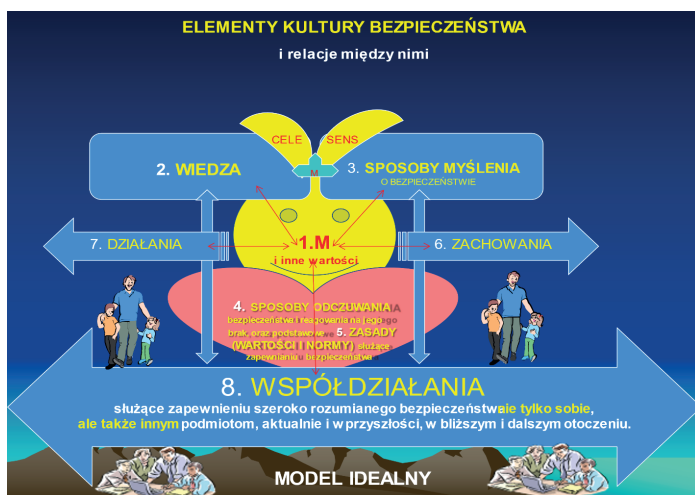 ELEMENTY KULTURY BEZPIECZEŃSTWA
i relacje między nimi
CELE SENS
M
2. WIEDZA
3. SPOSOBY MYŚLENIA
O BEZPIECZEŃSTWIE
7. DZIAŁANIA
1.M
i inne wartości
6. ZACHOWANIA
4. SPOSOBY ODCZUWANIA
bezpieczeństwa i reagowania na jego
brak, oraz podstawowe 5. ZASADY
(WARTOŚCI I NORMY) służące
zapewnianiu bezpieczeństwa
8. WSPÓŁDZIAŁANIA
służące zapewnieniu szeroko rozumianego bezpieczeństwa nie tylko sobie,
ale także innym podmiotom, aktualnie i w przyszłości, w bliższym i dalszym otoczeniu.
MODEL IDEALNY